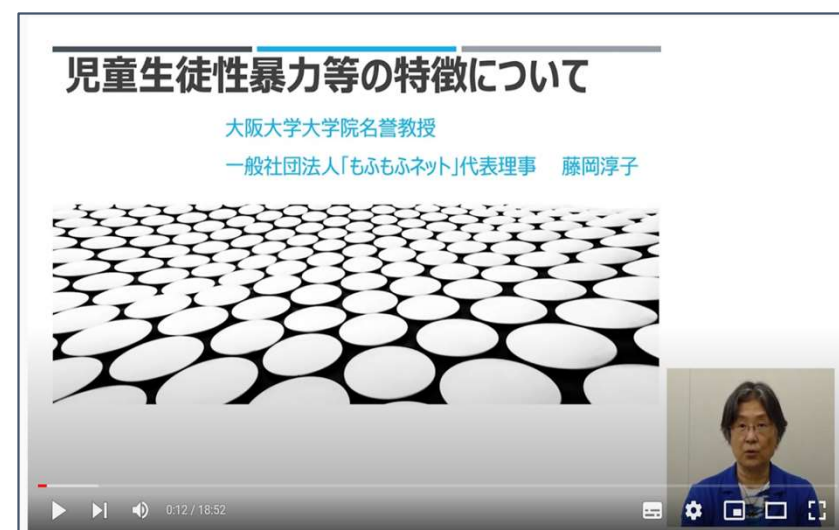 児童生徒性暴力等の特徴について
大阪大学大学院名誉教授
一般社団法人「もふもふネット」代表理事　藤岡淳子
0:12 / 18:52